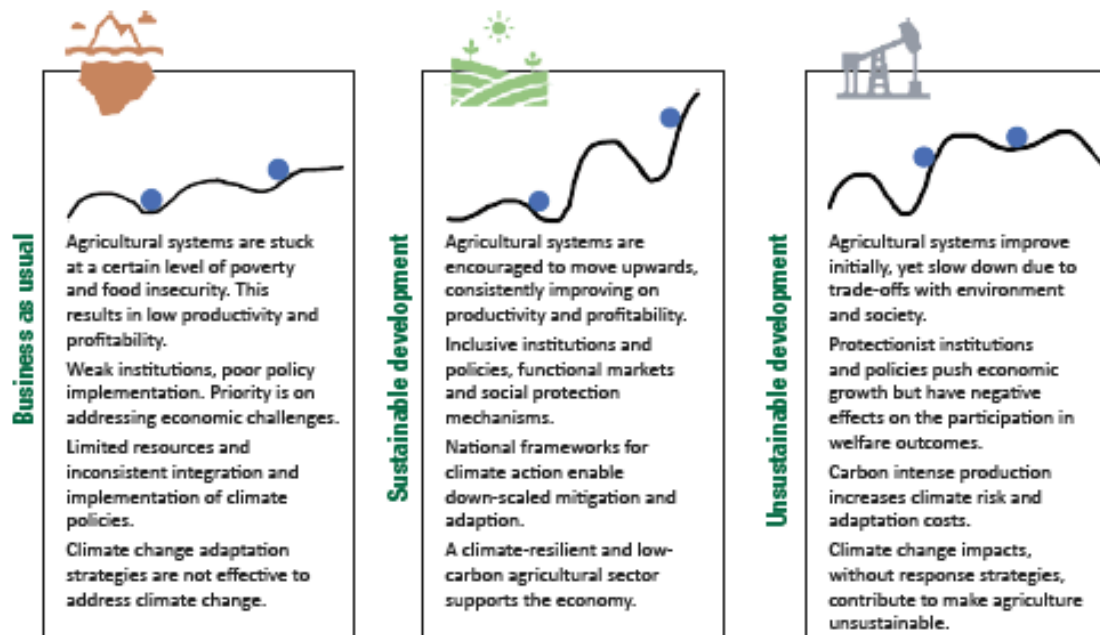 Business as usual
Agricultural systems are stuck
at a certain level of poverty
and food insecurity. This
results in low productivity and
profitability.
Weak institutions, poor policy
implementation. Priority is on
addressing economic challenges.
Limited resources and
inconsistent integration and
implementation of climate
policies.
Climate change adaptation
strategies are not effective to
address climate change.
Sustainable development
Agricultural systems are
encouraged to move upwards,
consistently improving on
productivity and profitability.
Inclusive institutions and
policies, functional markets
and social protection
mechanisms.
National frameworks for
climate action enable
down-scaled mitigation and
adaption.
A climate-resilient and low-
carbon agricultural sector
supports the economy.
Unsustainable development
Agricultural systems improve
initially, yet slow down due to
trade-offs with environment
and society.
Protectionist institutions
and policies push economic
growth but have negative
effects on the participation in
welfare outcomes.
Carbon intense production
increases climate risk and
adaptation costs.
Climate change impacts,
without response strategies,
contribute to make agriculture
unsustainable.